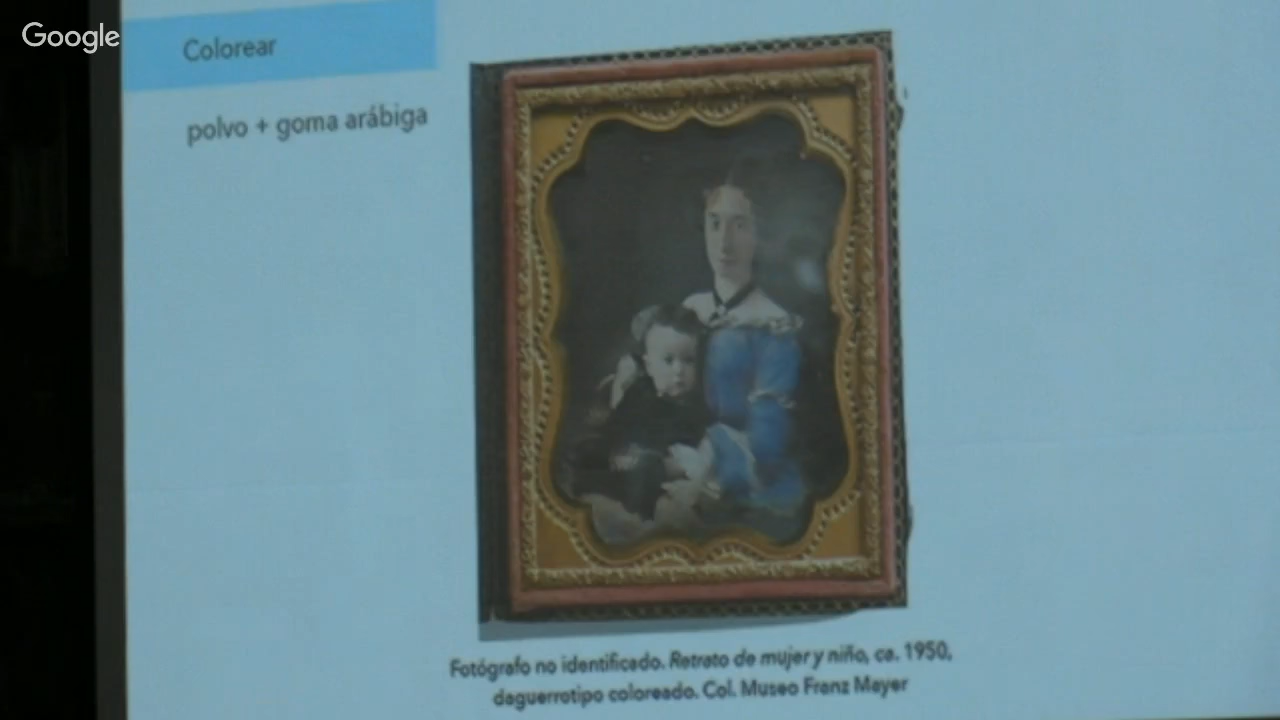 Google
Colorear
polvo + goma arábiga
Fotógrafo no identificado. Retrato de mujer y niño, ca. 1950,
daguerrotipo coloreado. Col. Museo Franz Mayer